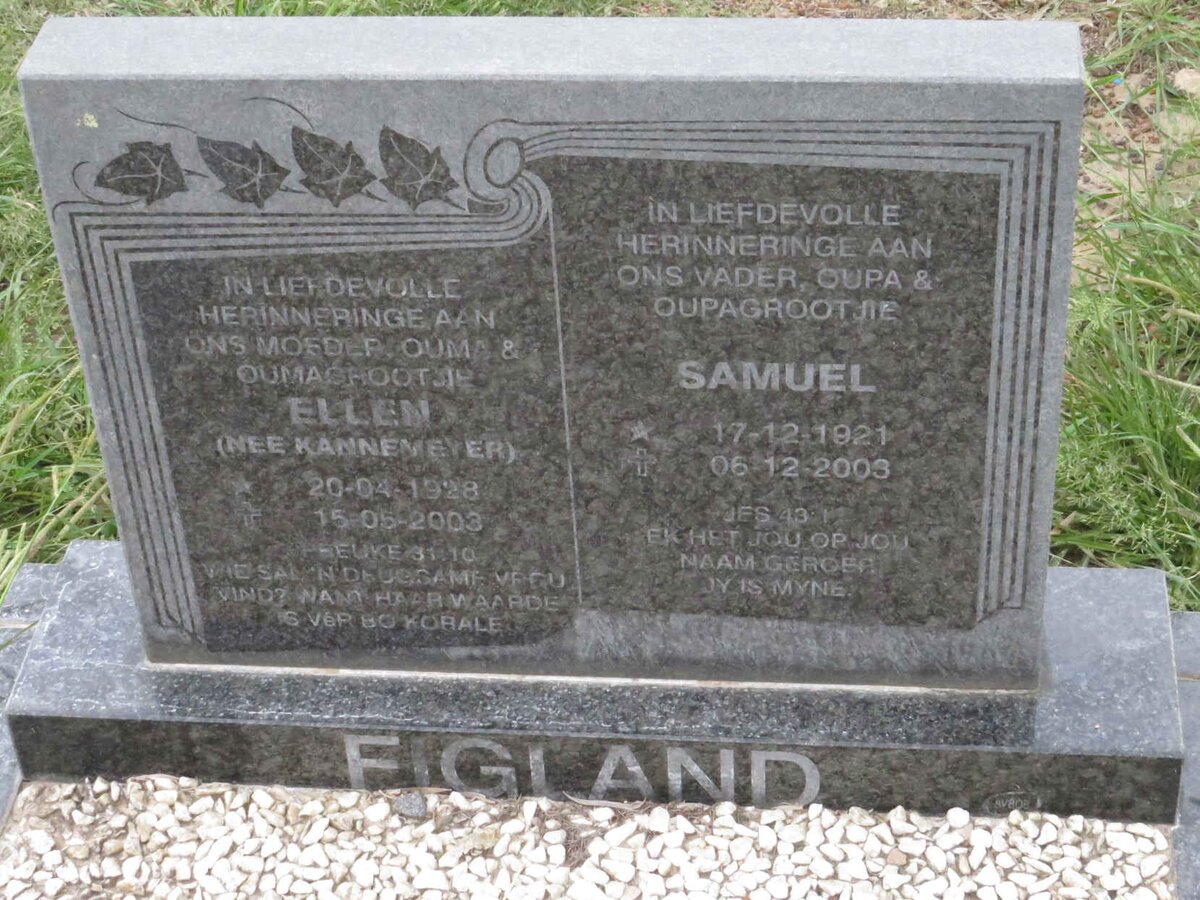 IN LIEFDEVOLLE
HERINNERINGE AAN
ONS MOEDER, OUMA &
OUMAGROOTJIE
ELLEN
(NEE KANNEMEYER)
20-04-1928
15-05-2003
SPREUKE 31:10
WIE SAL 'N DEUGSAME VROU
VIND? WANT HAAR WAARDE
IS VêR BO KORALE.
IN LIEFDEVOLLE
HERINNERINGE AAN
ONS VADER, OUPA &
OUPAGROOTJIE
SAMUEL
17-12-1921
06-12-2003
JES 43:1
EK HET JOU OP JOU
NAAM GEROEP,
JY IS MYNE.
FIGLAND